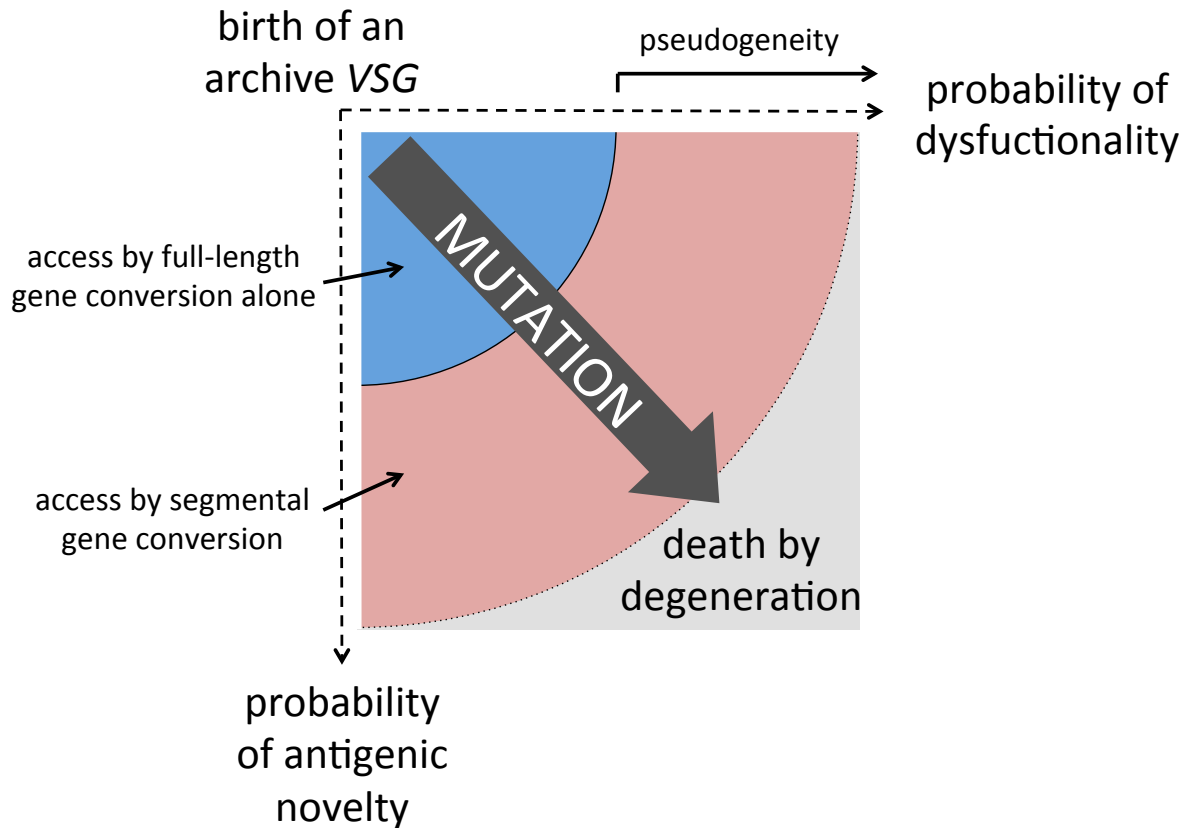 birth of an
archive VSG
pseudogeneity
probability of
dysfuctionality
access by full-length
gene conversion alone
MUTATION
access by segmental
gene conversion
death by
degeneration
probability
of antigenic
novelty